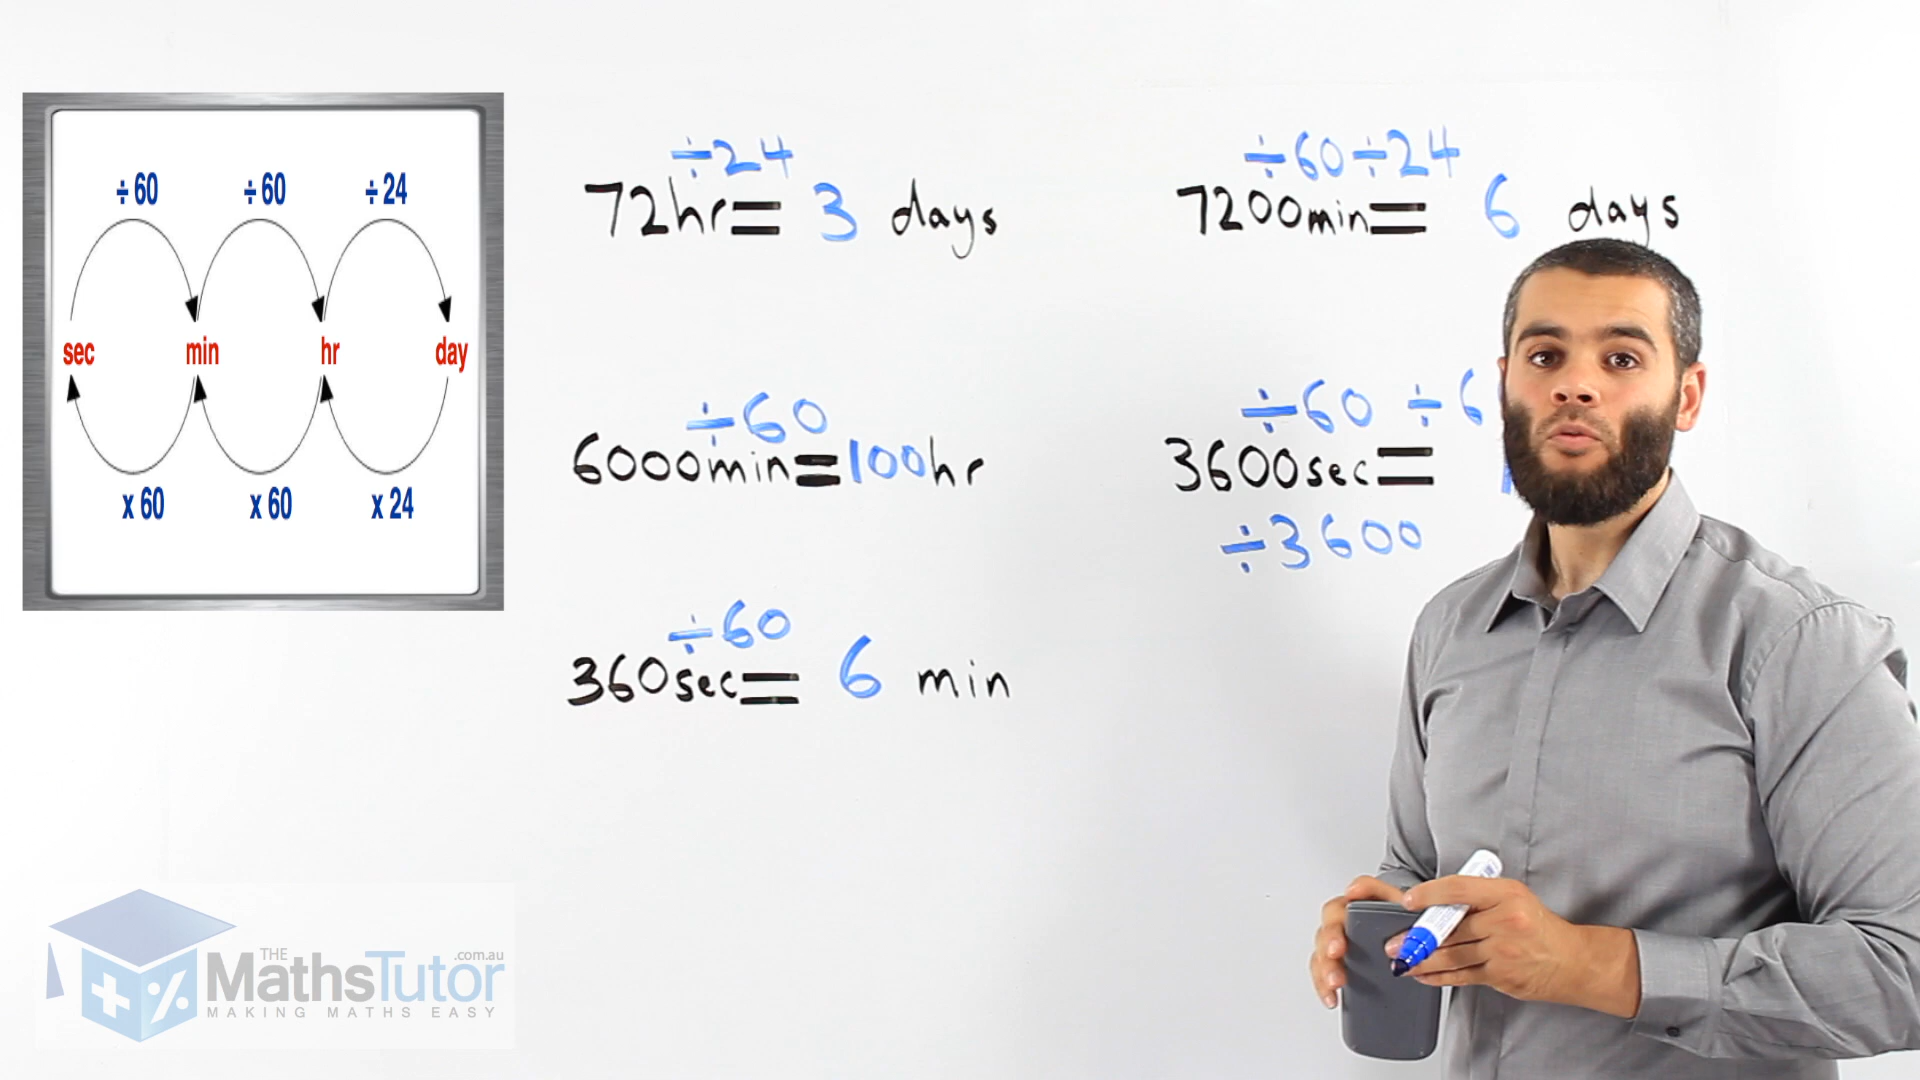 ÷ 60 ÷ 60 ÷ 24
sec min hr day
x 60 x 60 x 24
÷24
72hr= 3 days
÷60
6000min=100hr
÷60
360sec= 6 min
÷60÷24
7200min= 6 days
÷60 ÷6
3600sec=
÷3600
THE MathsTutor .com.au
MAKING MATHS EASY